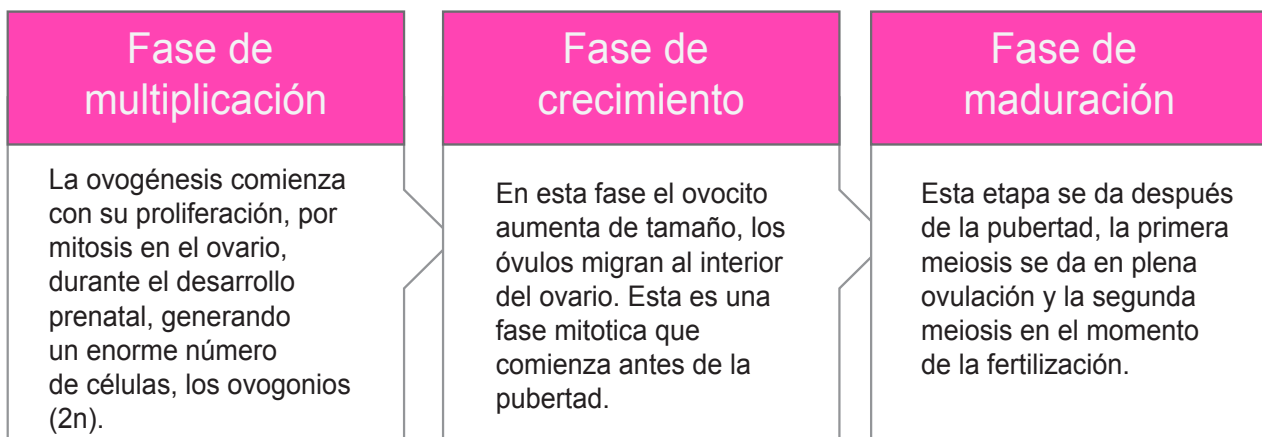 Fase de
multiplicación
La ovogénesis comienza
con su proliferación, por
mitosis en el ovario,
durante el desarrollo
prenatal, generando
un enorme número
de células, los ovogonios
(2n).
Fase de
crecimiento
En esta fase el ovocito
aumenta de tamaño, los
óvulos migran al interior
del ovario. Esta es una
fase mitotica que
comienza antes de la
pubertad.
Fase de
maduración
Esta etapa se da después
de la pubertad, la primera
meiosis se da en plena
ovulación y la segunda
meiosis en el momento
de la fertilización.